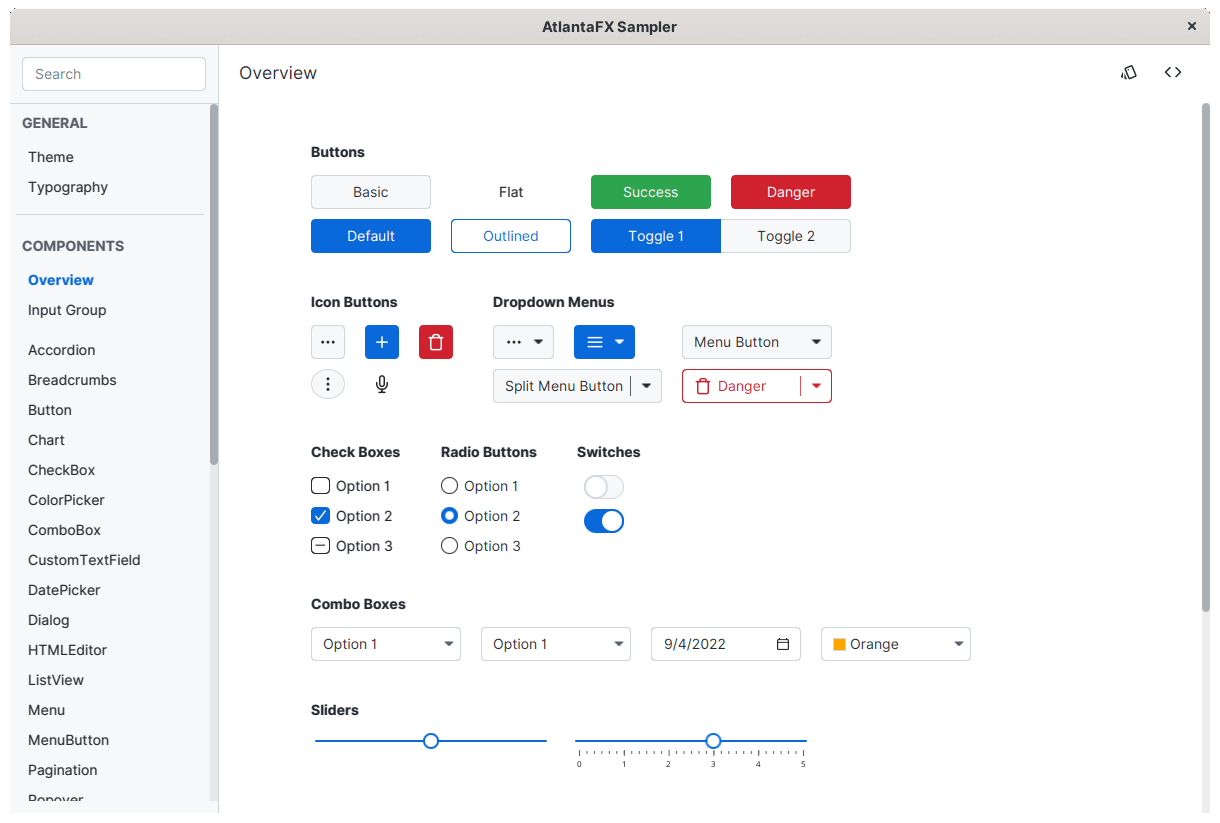 AtlantaFX Sampler
Search
GENERAL
Theme
Typography
COMPONENTS
Overview
Input Group
Accordion
Breadcrumbs
Button
Chart
CheckBox
ColorPicker
ComboBox
CustomTextField
DatePicker
Dialog
HTMLEditor
ListView
Menu
MenuButton
Pagination
Popover
Overview
Buttons
Basic Flat Success Danger
Default Outlined Toggle 1 Toggle 2
Icon Buttons Dropdown Menus
Menu Button
Split Menu Button Danger
Check Boxes Radio Buttons Switches
Option 1 Option 1
Option 2 Option 2
Option 3 Option 3
Combo Boxes
Option 1 Option 1 9/4/2022 Orange
Sliders
0 1 2 3 4 5